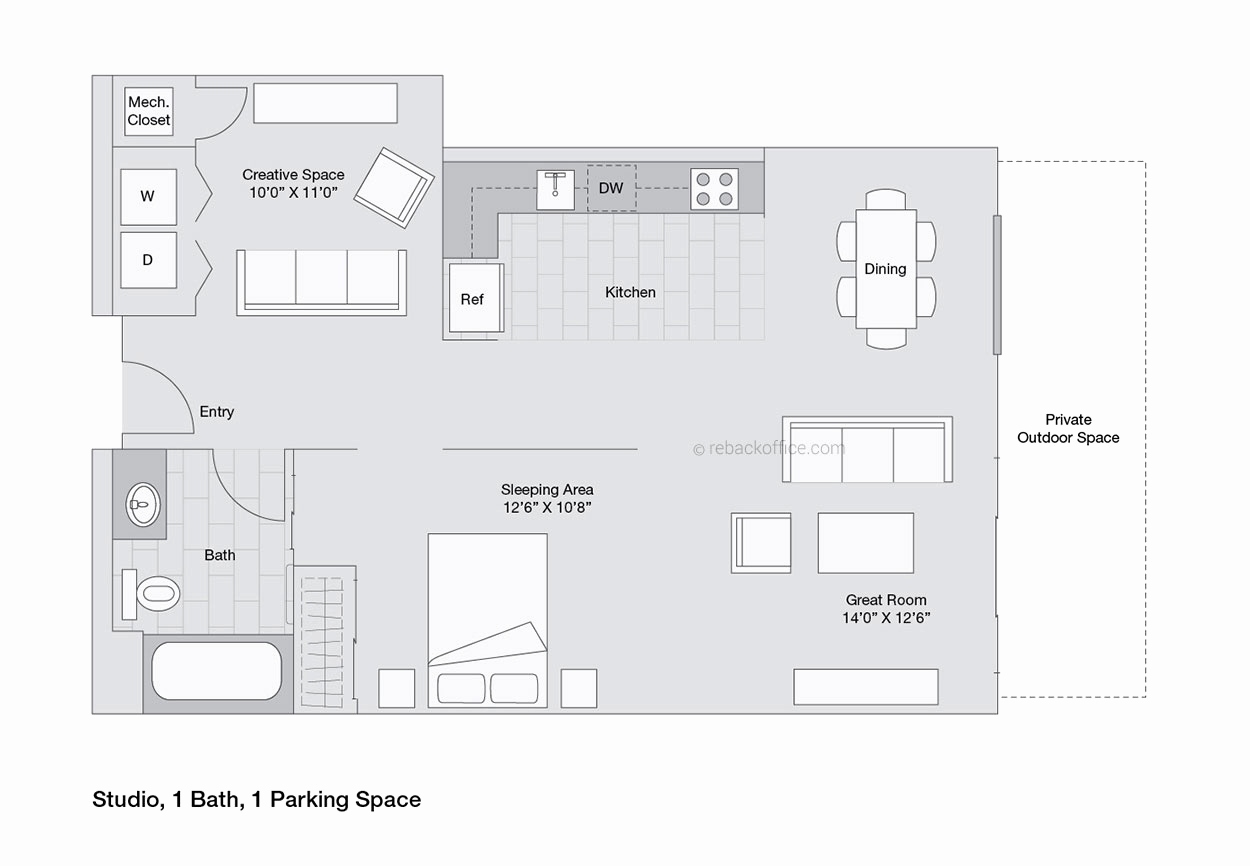 Mech.
Closet
W
D
Creative Space
10’0” X 11’0”
DW
Ref
Kitchen
Dining
Entry
Private
Outdoor Space
© rebackoffice.com
Sleeping Area
12’6” X 10’8”
Bath
Great Room
14’0” X 12’6”
Studio, 1 Bath, 1 Parking Space